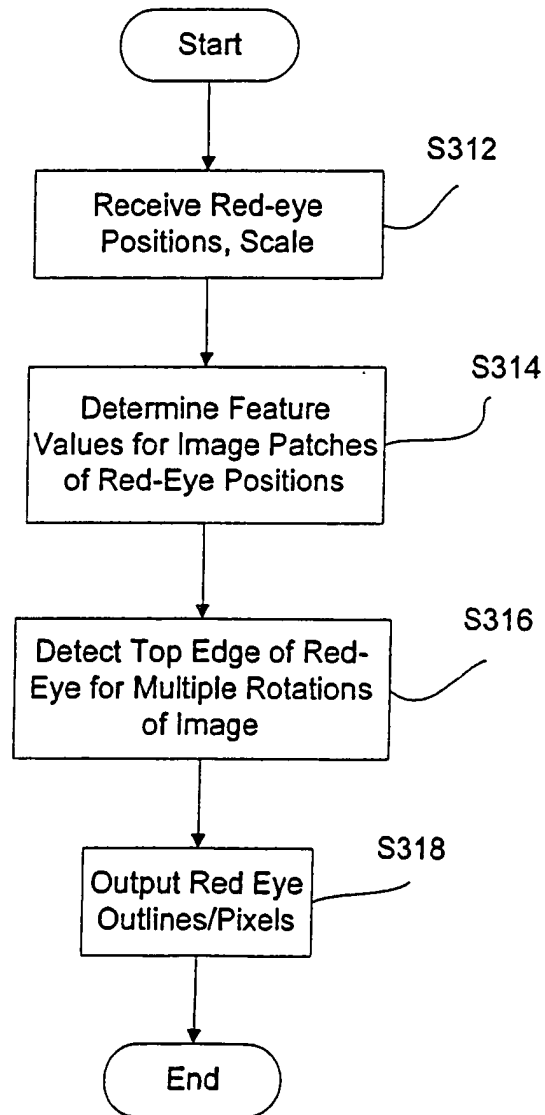 Start
S312
Receive Red-eye
Positions, Scale
S314
Determine Feature
Values for Image Patches
of Red-Eye Positions
S316
Detect Top Edge of Red-
Eye for Multiple Rotations
of Image
S318
Output Red Eye
Outlines/Pixels
End